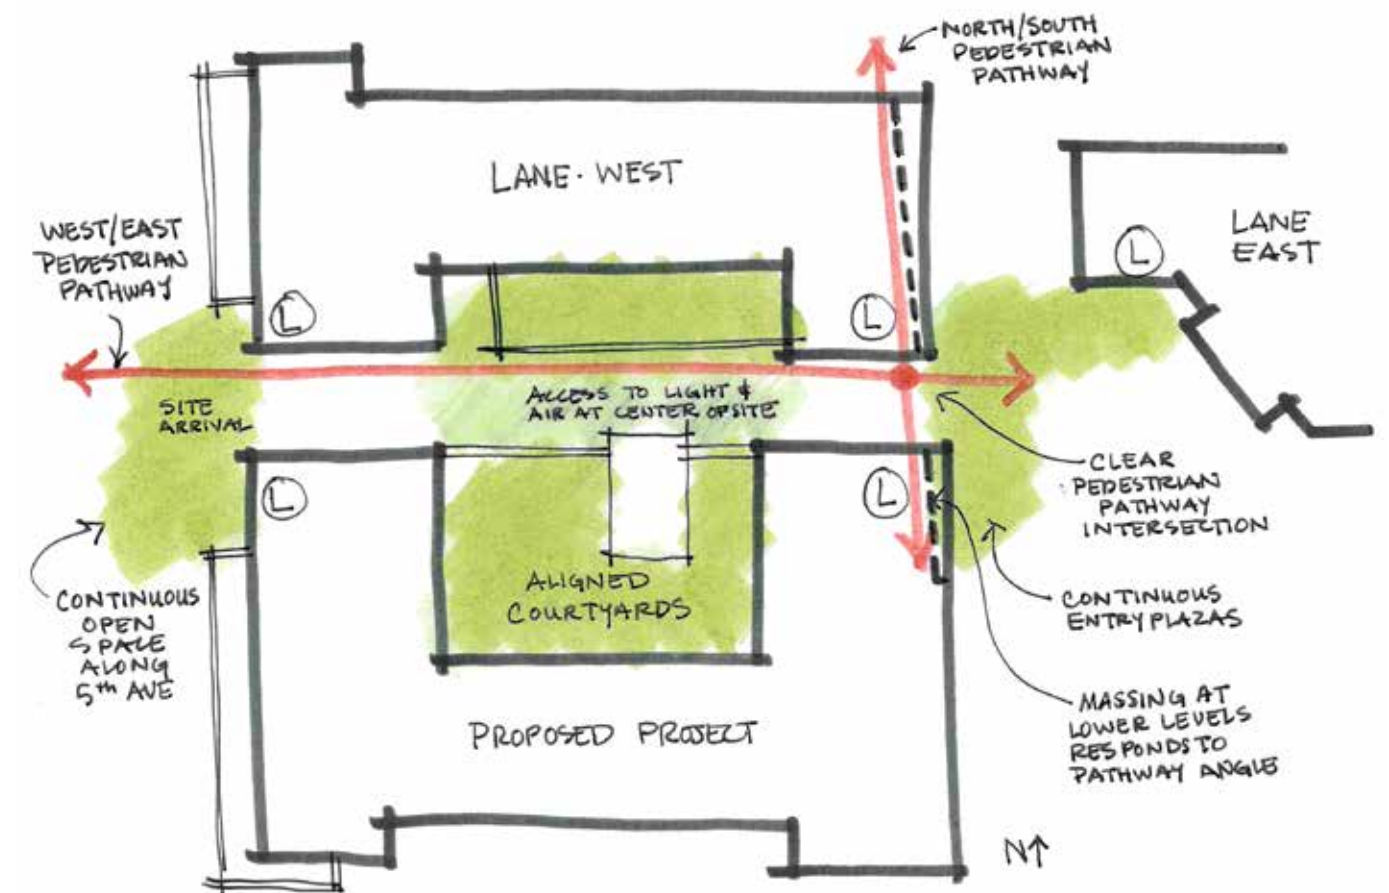 NORTH/SOUTH
PEDESTRIAN
PATHWAY
LANE · WEST
WEST/EAST
PEDESTRIAN
PATHWAY
LANE
EAST
L
L
L
SITE
ARRIVAL
ACCESS TO LIGHT &
AIR AT CENTER OF SITE
L
L
CLEAR
PEDESTRIAN
PATHWAY
INTERSECTION
ALIGNED
COURTYARDS
CONTINUOUS
OPEN
SPACE
ALONG
5th AVE
CONTINUOUS
ENTRY PLAZAS
MASSING AT
LOWER LEVELS
RESPONDS TO
PATHWAY ANGLE
PROPOSED PROJECT
N↑